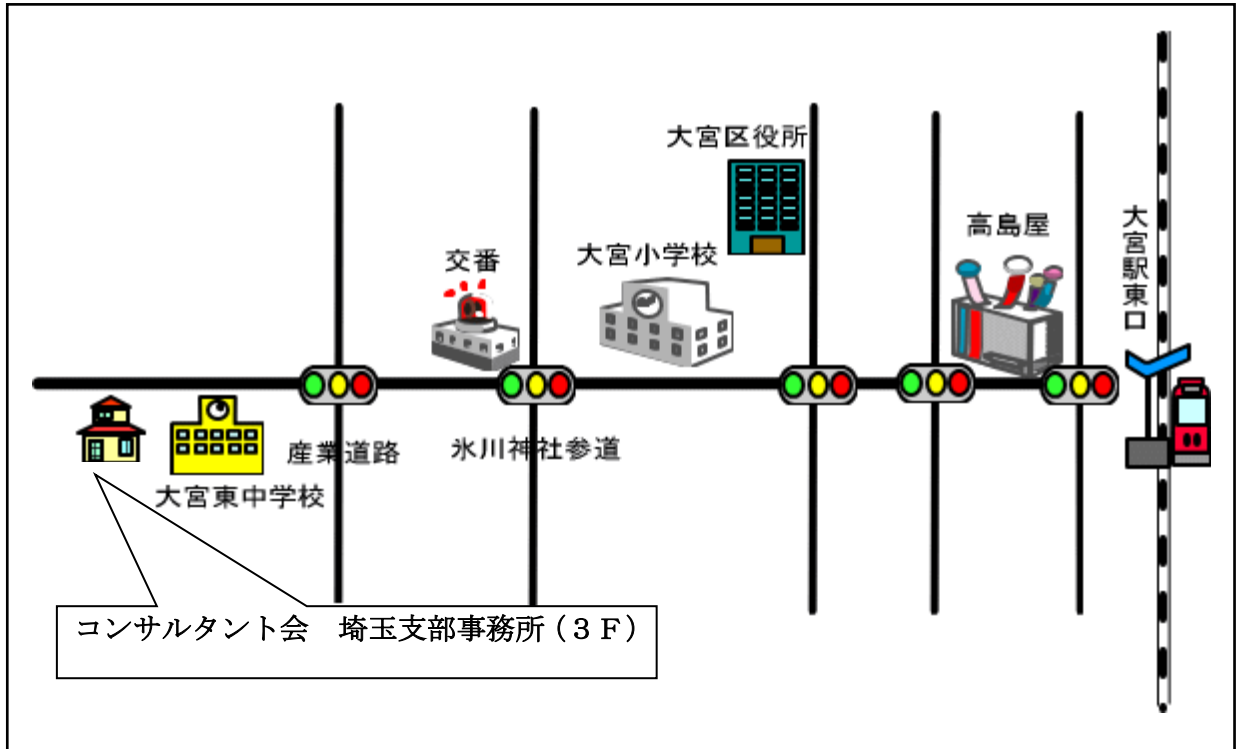 大宮区役所
高島屋
大宮駅東口
交番
大宮小学校
産業道路
氷川神社参道
大宮東中学校
コンサルタント会　埼玉支部事務所(３Ｆ)